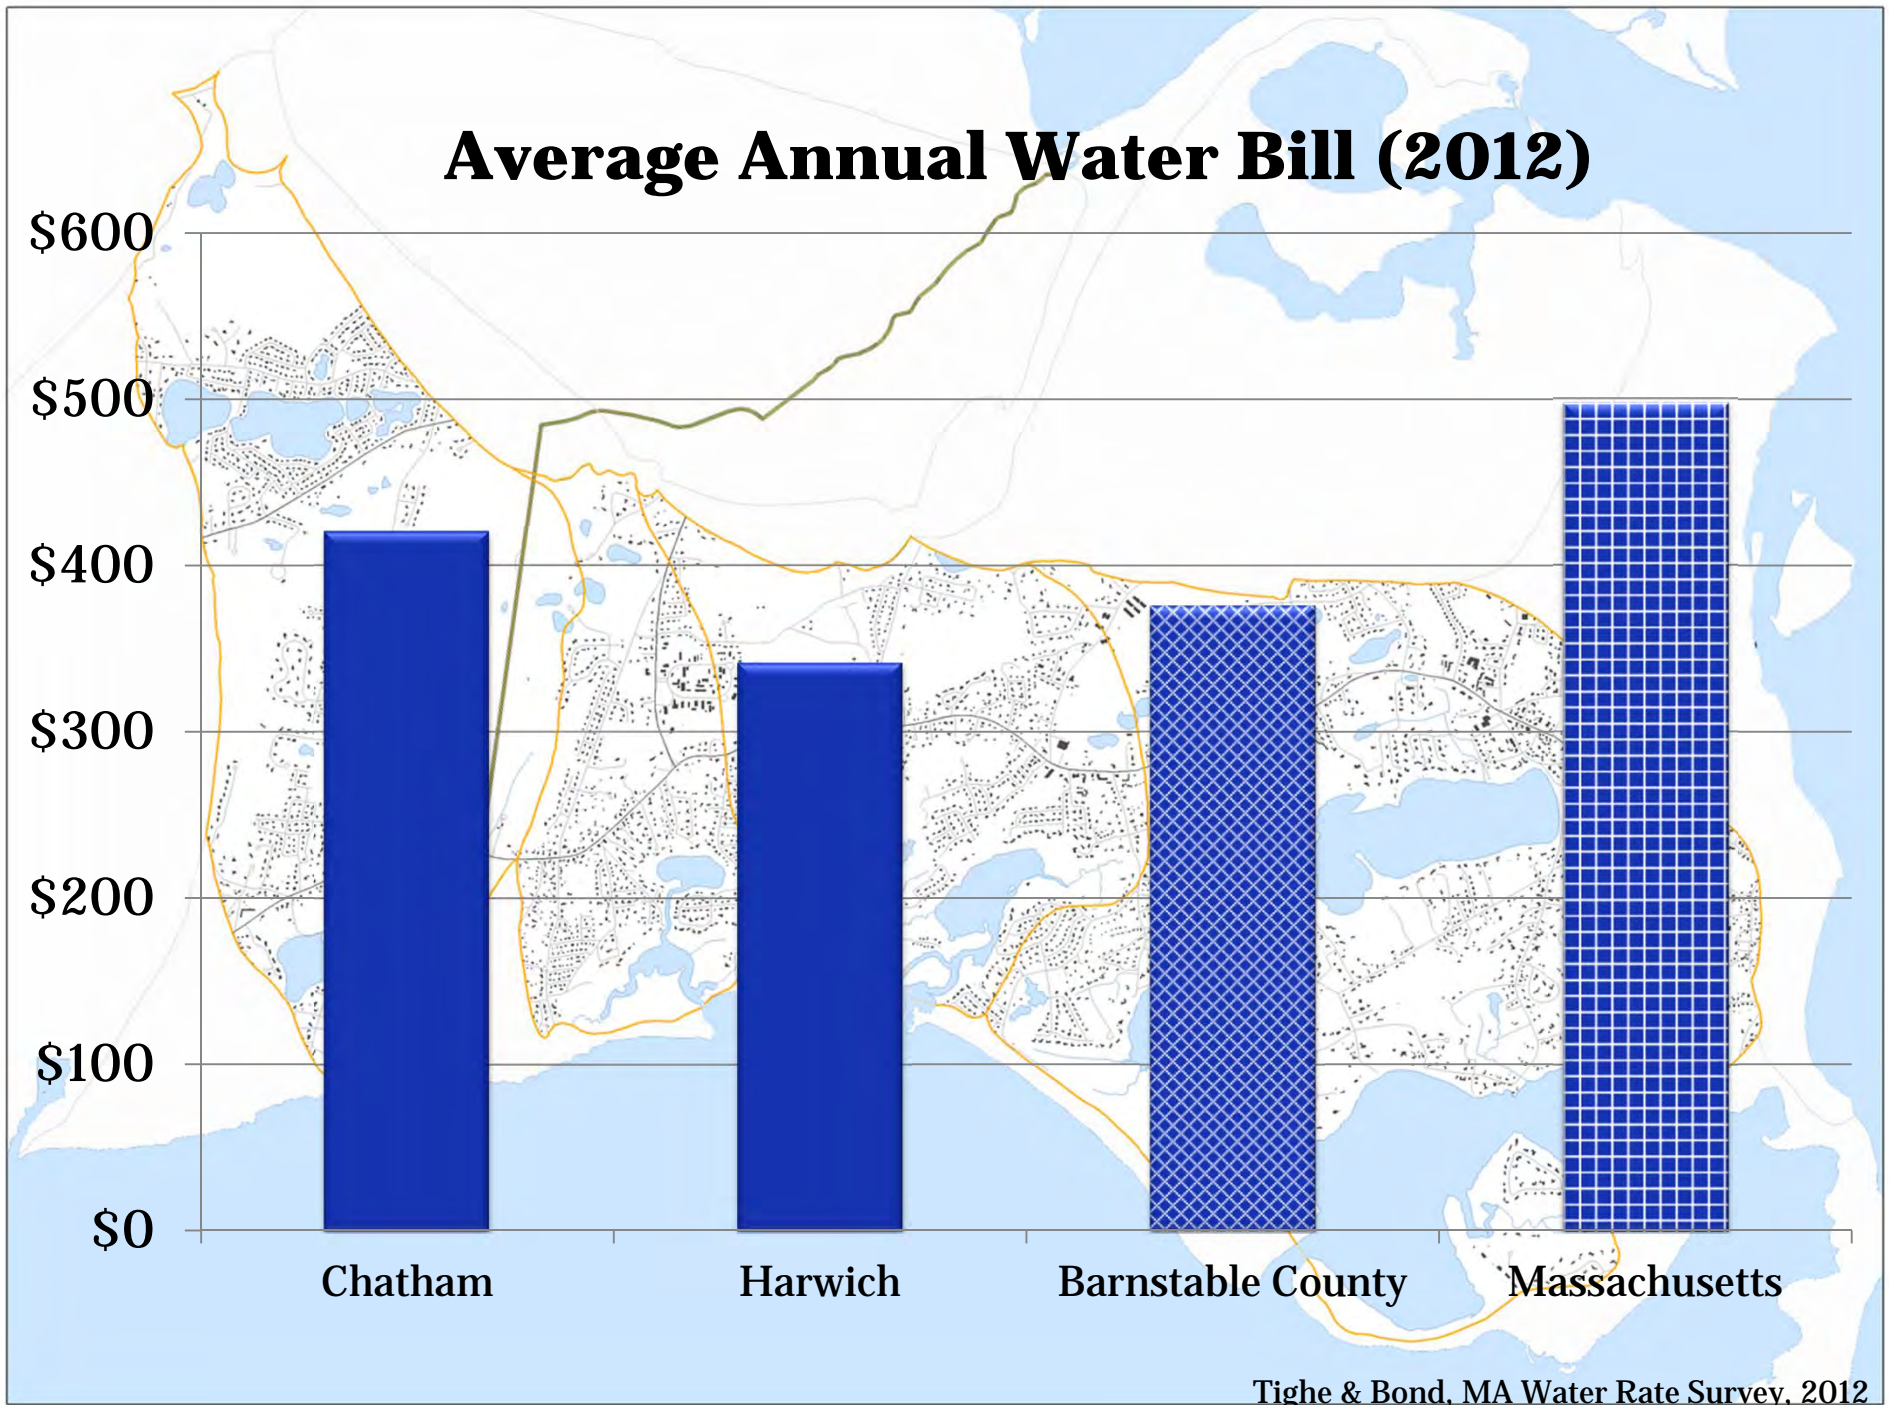 Average Annual Water Bill (2012)
$600
$500
$400
$300
$200
$100
$0
Chatham
Harwich
Barnstable County
Massachusetts
Tighe & Bond, MA Water Rate Survey, 2012